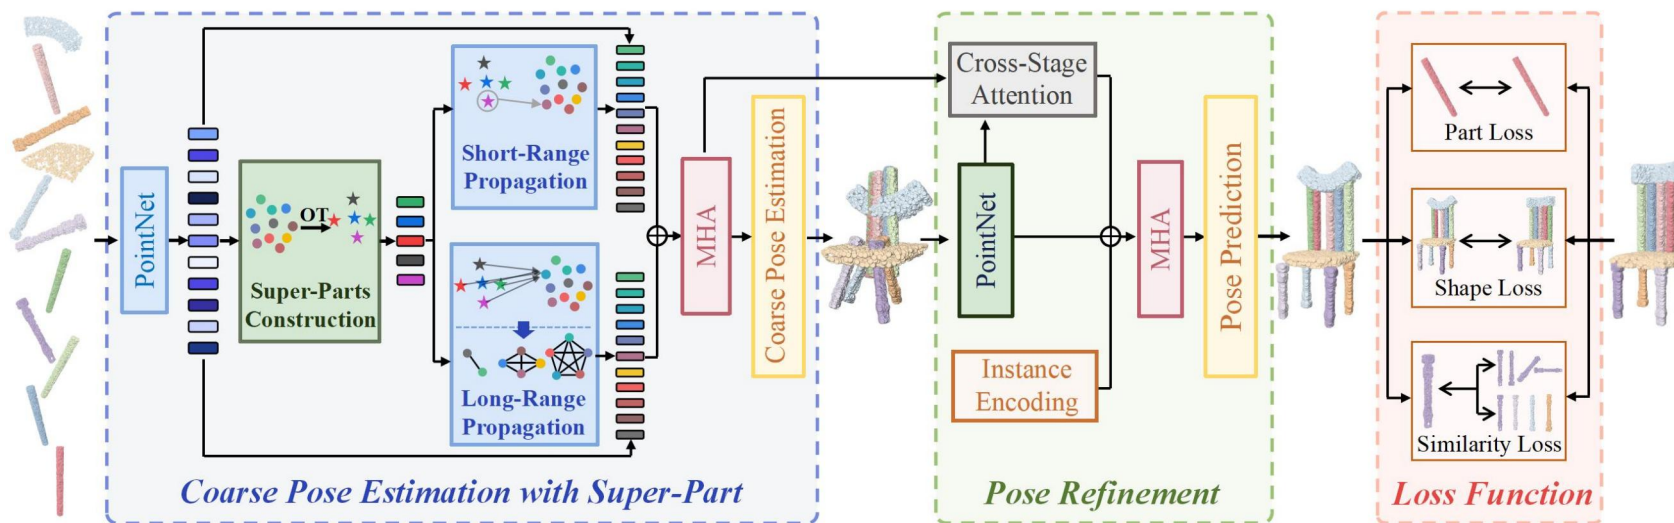 PointNet
OT
Super-Parts
Construction
Short-Range
Propagation
Long-Range
Propagation
MHA
Coarse Pose Estimation
Coarse Pose Estimation with Super-Part
Cross-Stage
Attention
PointNet
Instance
Encoding
MHA
Pose Prediction
Pose Refinement
Part Loss
Shape Loss
Similarity Loss
Loss Function